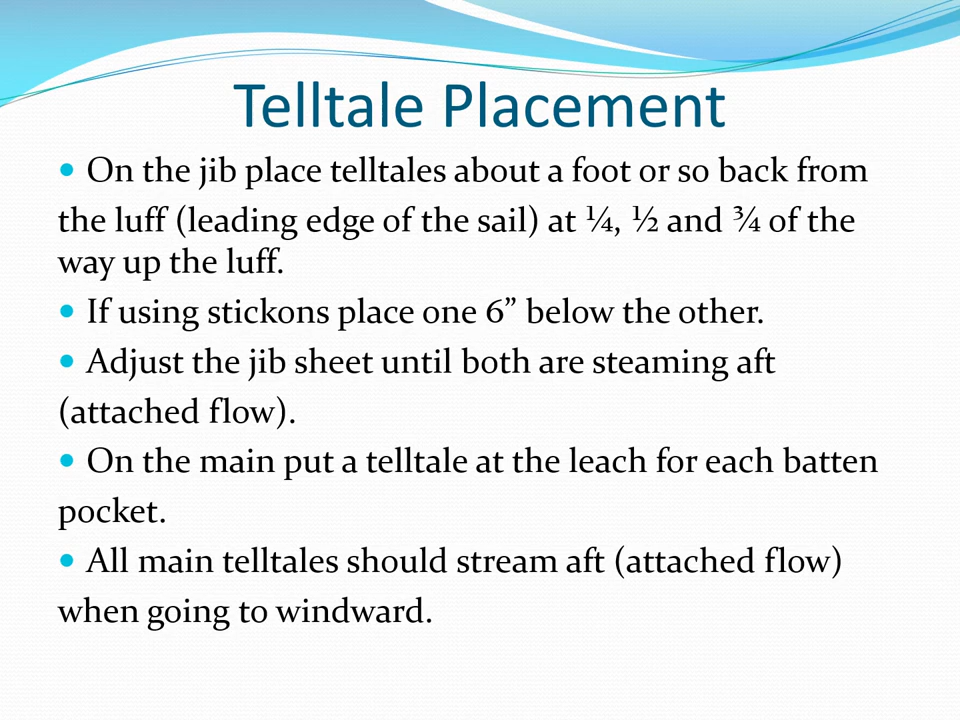 Telltale Placement
• On the jib place telltales about a foot or so back from
the luff (leading edge of the sail) at ¼, ½ and ¾ of the
way up the luff.
• If using stickons place one 6” below the other.
• Adjust the jib sheet until both are steaming aft
(attached flow).
• On the main put a telltale at the leach for each batten
pocket.
• All main telltales should stream aft (attached flow)
when going to windward.